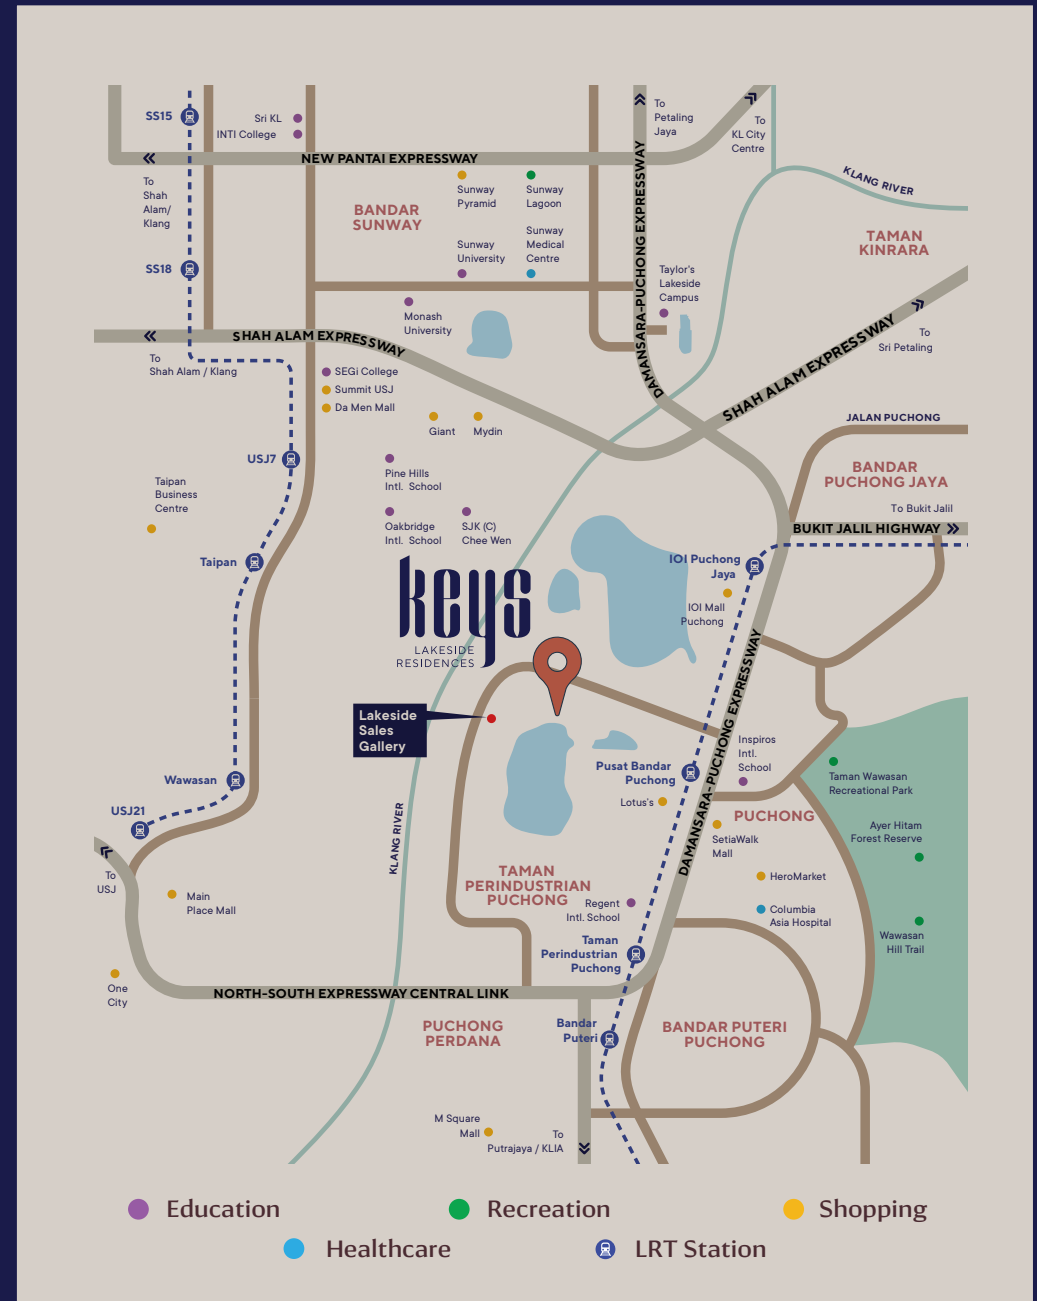 SS15
Sri KL
INTI College
To
Petaling
Jaya
To
KL City
Centre
NEW PANTAI EXPRESSWAY
To
Shah
Alam/
Klang
Sunway
Pyramid
Sunway
Lagoon
KLANG RIVER
BANDAR
SUNWAY
TAMAN
KINRARA
Sunway
University
Sunway
Medical
Centre
SS18
Taylor's
Lakeside
Campus
DAMANSARA-PUCHONG EXPRESSWAY
Monash
University
SHAH ALAM EXPRESSWAY
SHAH ALAM EXPRESSWAY
To
Sri Petaling
To
Shah Alam / Klang
SEGi College
Summit USJ
Da Men Mall
Giant
Mydin
JALAN PUCHONG
USJ7
Pine Hills
Intl. School
BANDAR
PUCHONG JAYA
Taipan
Business
Centre
Oakbridge
Intl. School
SJK (C)
Chee Wen
To Bukit Jalil
BUKIT JALIL HIGHWAY
Taipan
IOI Puchong
Jaya
keys
LAKESIDE
RESIDENCES
IOI Mall
Puchong
DAMANSARA-PUCHONG EXPRESSWAY
Lakeside
Sales
Gallery
Inspiros
Intl.
School
Pusat Bandar
Puchong
Wawasan
Taman Wawasan
Recreational Park
Lotus's
USJ21
PUCHONG
KLANG RIVER
SetiaWalk
Mall
Ayer Hitam
Forest Reserve
To
USJ
TAMAN
PERINDUSTRIAN
PUCHONG
HeroMarket
Main
Place Mall
Regent
Intl. School
Columbia
Asia Hospital
Taman
Perindustrian
Puchong
Wawasan
Hill Trail
One
City
NORTH-SOUTH EXPRESSWAY CENTRAL LINK
PUCHONG
PERDANA
Bandar
Puteri
BANDAR PUTERI
PUCHONG
M Square
Mall
To
Putrajaya / KLIA
Education
Recreation
Shopping
Healthcare
LRT Station